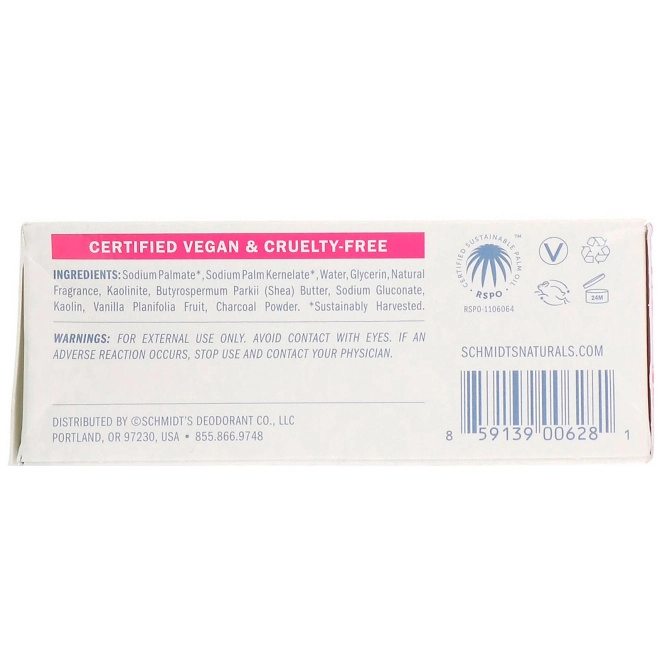 CERTIFIED VEGAN & CRUELTY-FREE
INGREDIENTS: Sodium Palmate*, Sodium Palm Kernelate*, Water, Glycerin, Natural
Fragrance, Kaolinite, Butyrospermum Parkii (Shea) Butter, Sodium Gluconate,
Kaolin, Vanilla Planifolia Fruit, Charcoal Powder. *Sustainably Harvested.
WARNINGS: FOR EXTERNAL USE ONLY. AVOID CONTACT WITH EYES. IF AN
ADVERSE REACTION OCCURS, STOP USE AND CONTACT YOUR PHYSICIAN.
DISTRIBUTED BY ©SCHMIDT'S DEODORANT CO., LLC
PORTLAND, OR 97230, USA • 855.866.9748
CERTIFIED SUSTAINABLE PALM OIL ™
• RSPO •
RSPO-1106064
V
24M
SCHMIDTSNATURALS.COM
8 59139 00628 1